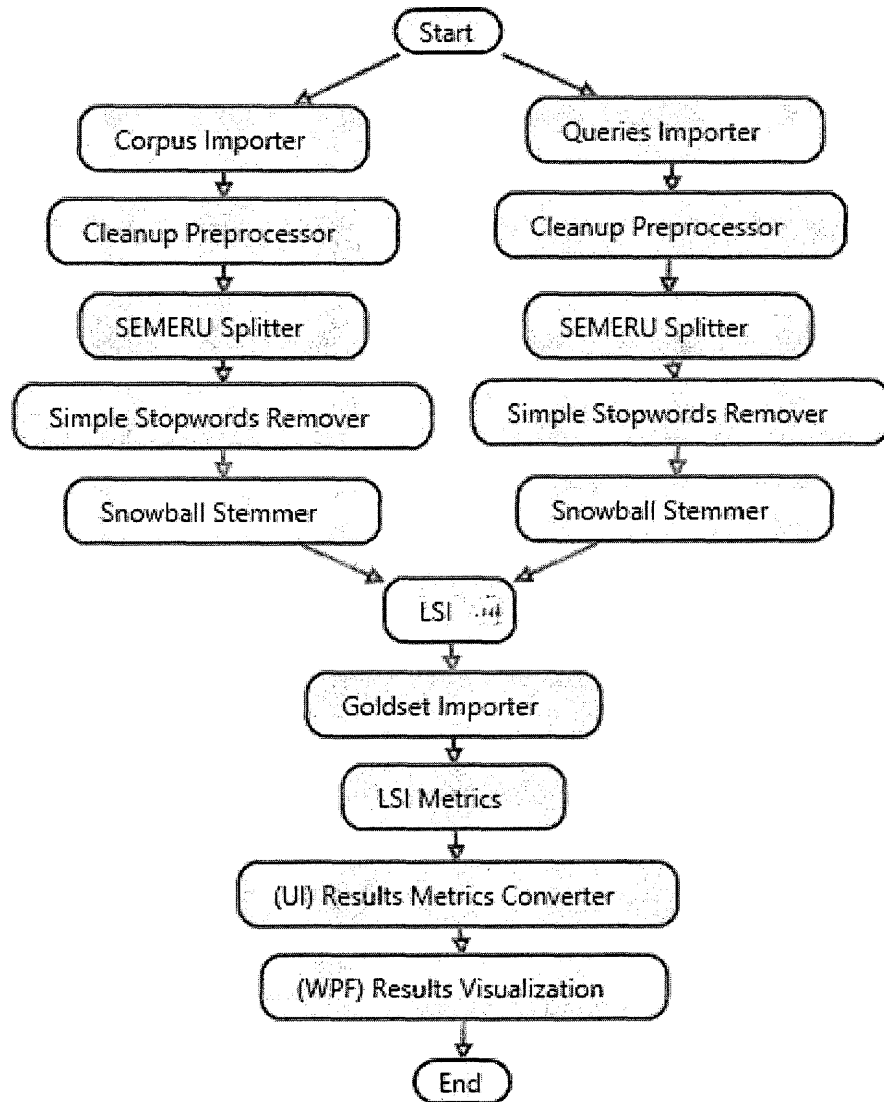 Start
Corpus Importer
Queries Importer
Cleanup Preprocessor
Cleanup Preprocessor
SEMERU Splitter
SEMERU Splitter
Simple Stopwords Remover
Simple Stopwords Remover
Snowball Stemmer
Snowball Stemmer
LSI
Goldset Importer
LSI Metrics
(UI) Results Metrics Converter
(WPF) Results Visualization
End